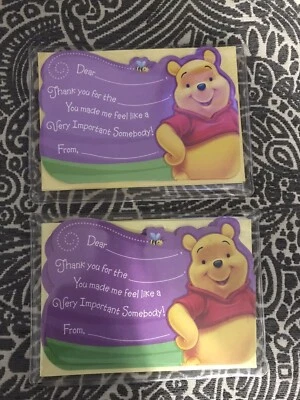 Dear
Thank you for the
You made me feel like a
Very Important Somebody!
From,
Dear
Thank you for the
You made me feel like a
Very Important Somebody!
From,